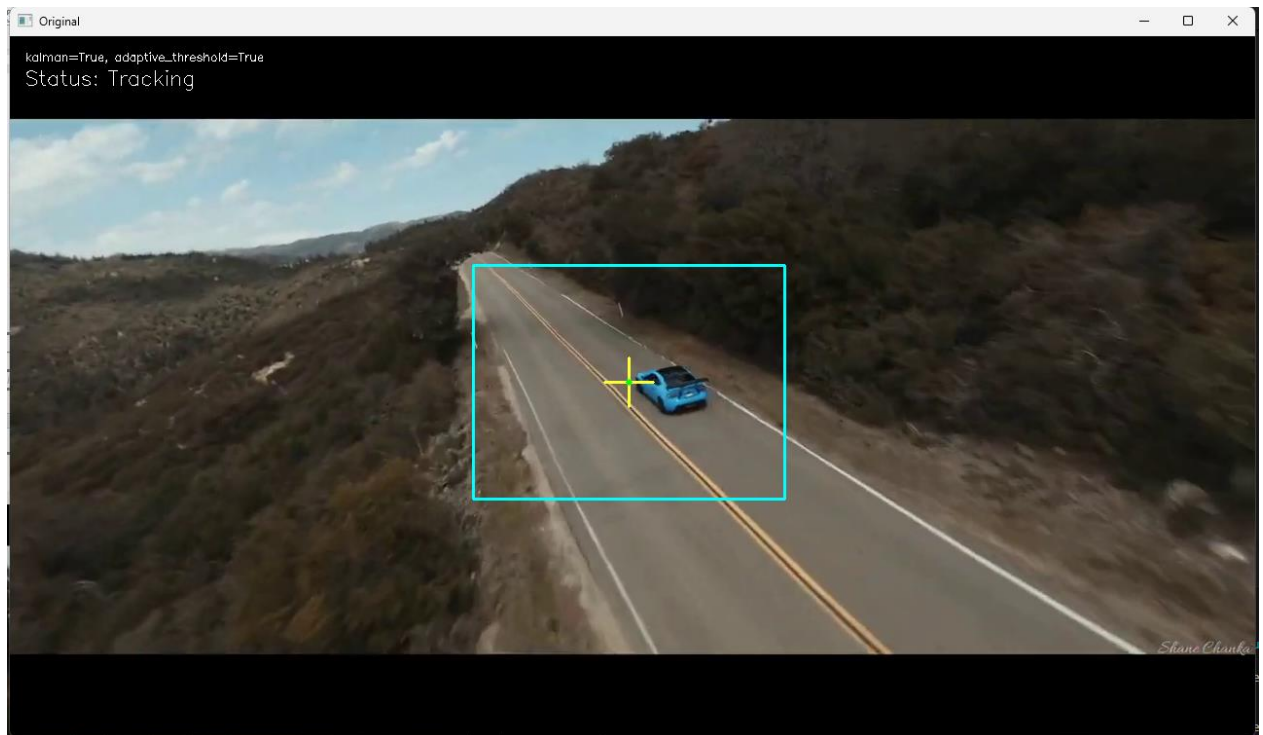 Original
kalman=True, adaptive_threshold=True
Status: Tracking
Shane Chanka